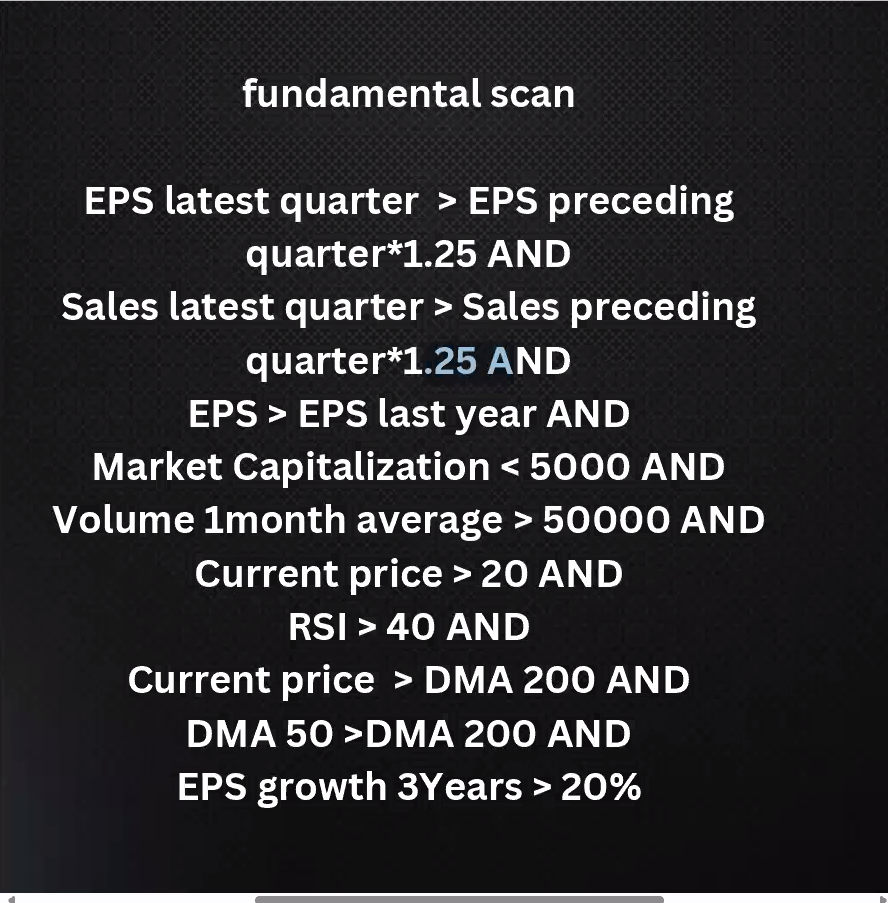 fundamental scan
EPS latest quarter  > EPS preceding
quarter*1.25 AND
Sales latest quarter > Sales preceding
quarter*1.25 AND
EPS > EPS last year AND
Market Capitalization < 5000 AND
Volume 1month average > 50000 AND
Current price > 20 AND
RSI > 40 AND
Current price  > DMA 200 AND
DMA 50 >DMA 200 AND
EPS growth 3Years > 20%